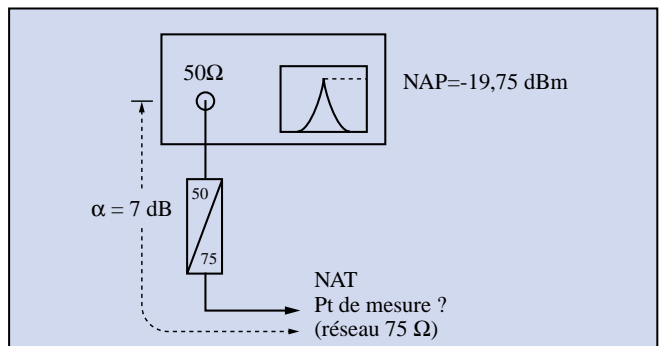 50Ω
NAP=-19,75 dBm
50
α = 7 dB
75
NAT
Pt de mesure ?
(réseau 75 Ω)